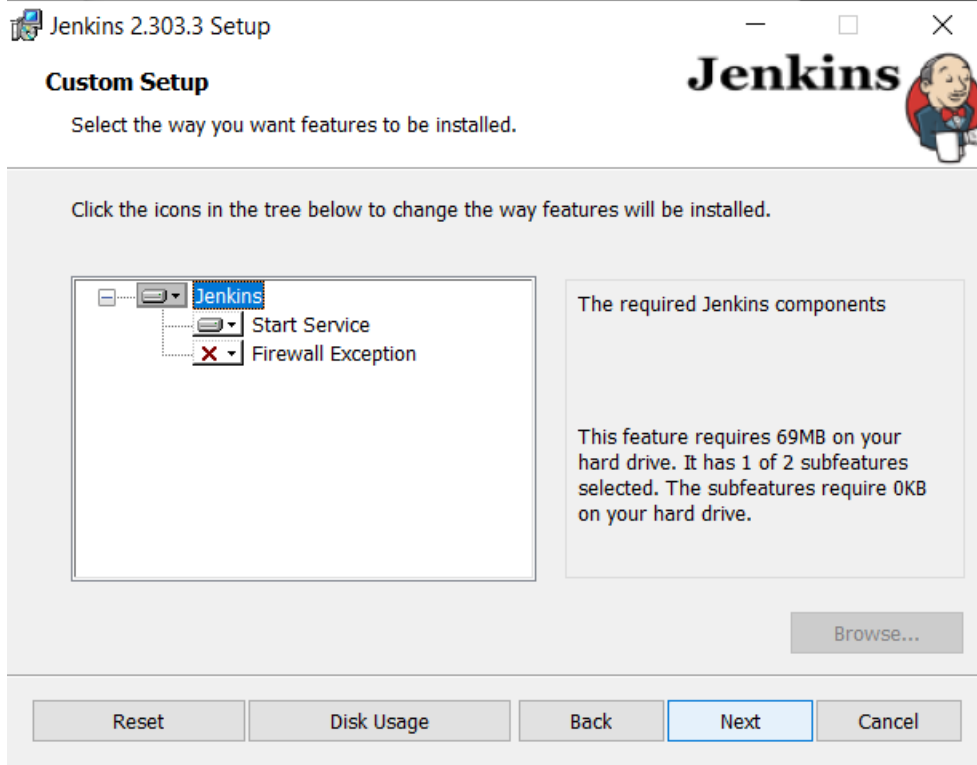 Jenkins 2.303.3 Setup
Jenkins
Custom Setup
Select the way you want features to be installed.
Click the icons in the tree below to change the way features will be installed.
Jenkins
Start Service
Firewall Exception
The required Jenkins components
This feature requires 69MB on your
hard drive. It has 1 of 2 subfeatures
selected. The subfeatures require 0KB
on your hard drive.
Browse...
Reset
Disk Usage
Back
Next
Cancel